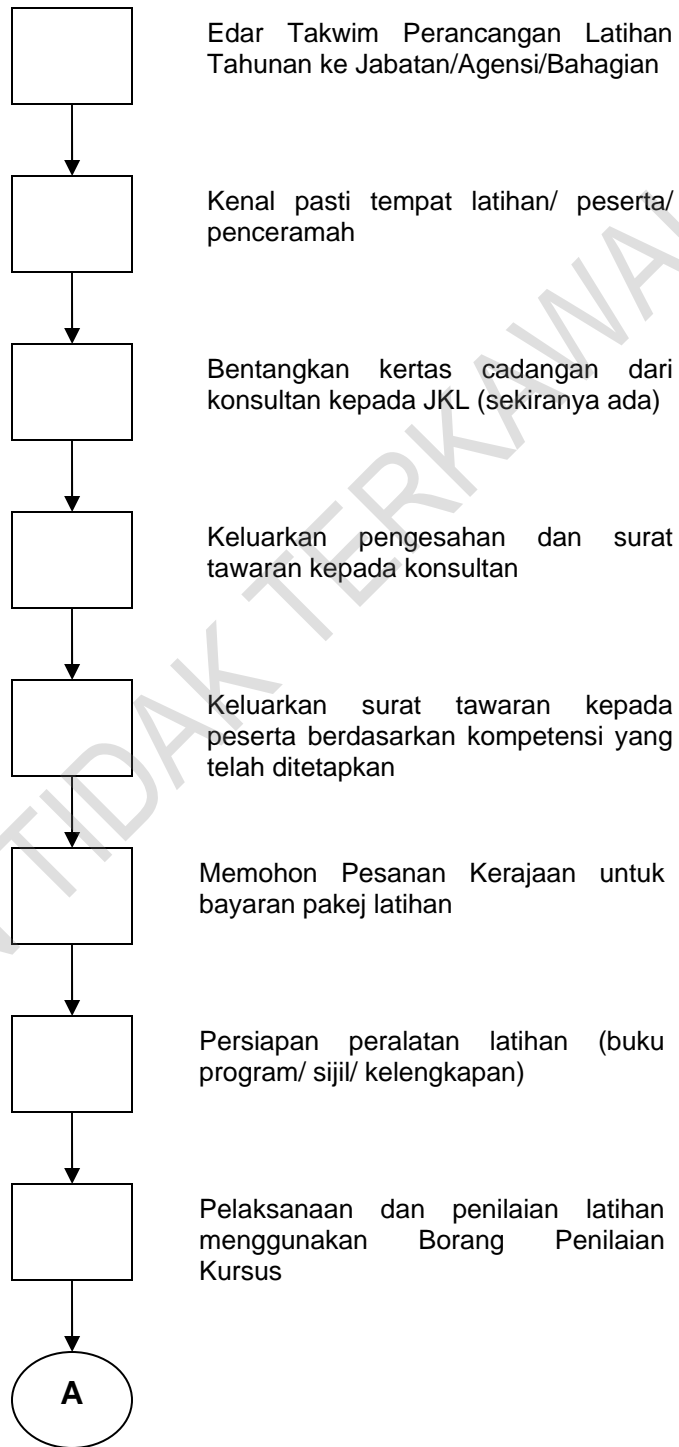 Edar Takwim Perancangan Latihan
Tahunan ke Jabatan/Agensi/Bahagian
Kenal pasti tempat latihan/ peserta/
penceramah
Bentangkan kertas cadangan dari
konsultan kepada JKL (sekiranya ada)
Keluarkan pengesahan dan surat
tawaran kepada konsultan
Keluarkan surat tawaran kepada
peserta berdasarkan kompetensi yang
telah ditetapkan
Memohon Pesanan Kerajaan untuk
bayaran pakej latihan
Persiapan peralatan latihan (buku
program/ sijil/ kelengkapan)
Pelaksanaan dan penilaian latihan
menggunakan Borang Penilaian
Kursus
A
TIDAK